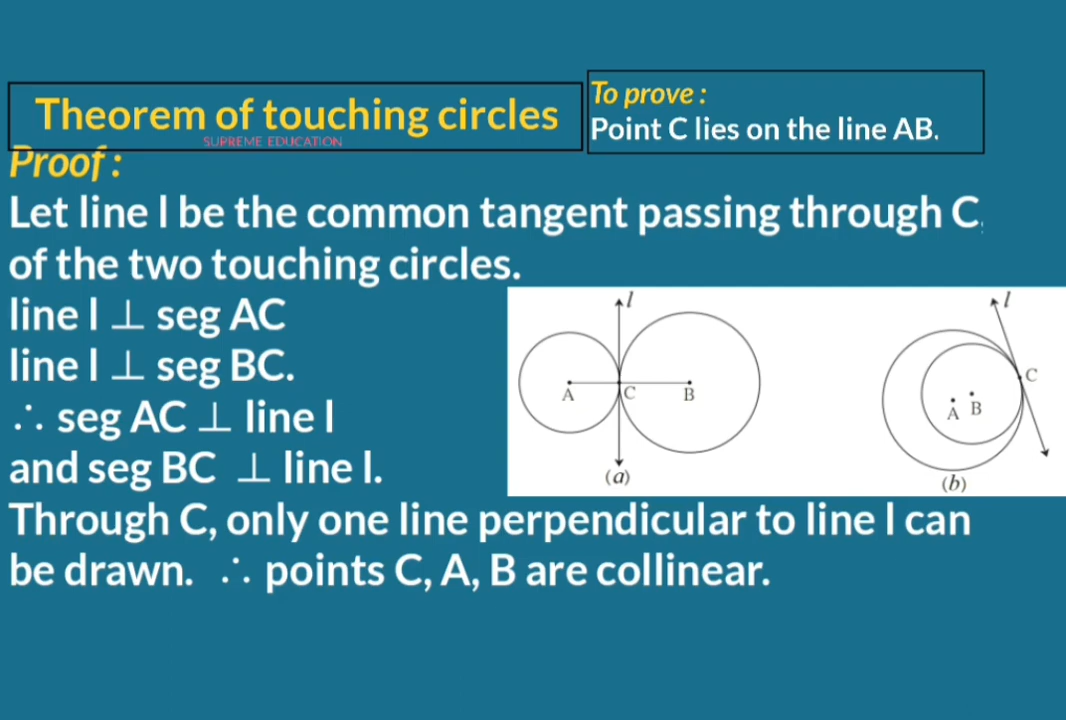 Theorem of touching circles
SUPREME EDUCATION
To prove :
Point C lies on the line AB.
Proof :
Let line l be the common tangent passing through C,
of the two touching circles.
line l ⊥ seg AC
line l ⊥ seg BC.
∴ seg AC ⊥ line l
and seg BC ⊥ line l.
Through C, only one line perpendicular to line l can
be drawn. ∴ points C, A, B are collinear.
l
A C B
(a)
l
C
A B
(b)